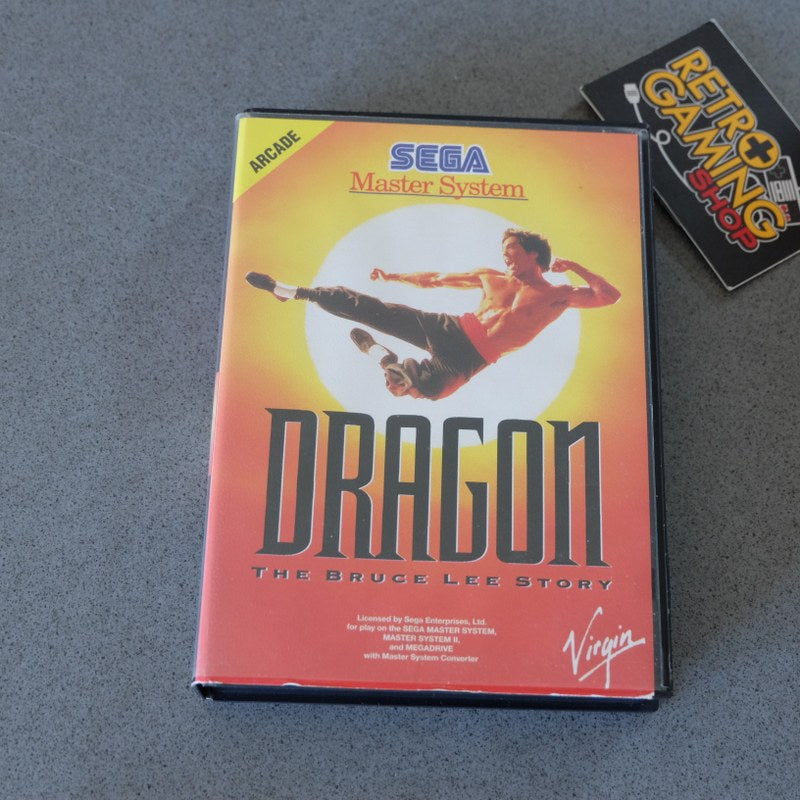 ARCADE
SEGA
Master System
DRAGON
THE BRUCE LEE STORY
Licensed by Sega Enterprises, Ltd.
for play on the SEGA MASTER SYSTEM,
MASTER SYSTEM II,
and MEGADRIVE
with Master System Converter
Virgin
RETRO
GAMING
SHOP